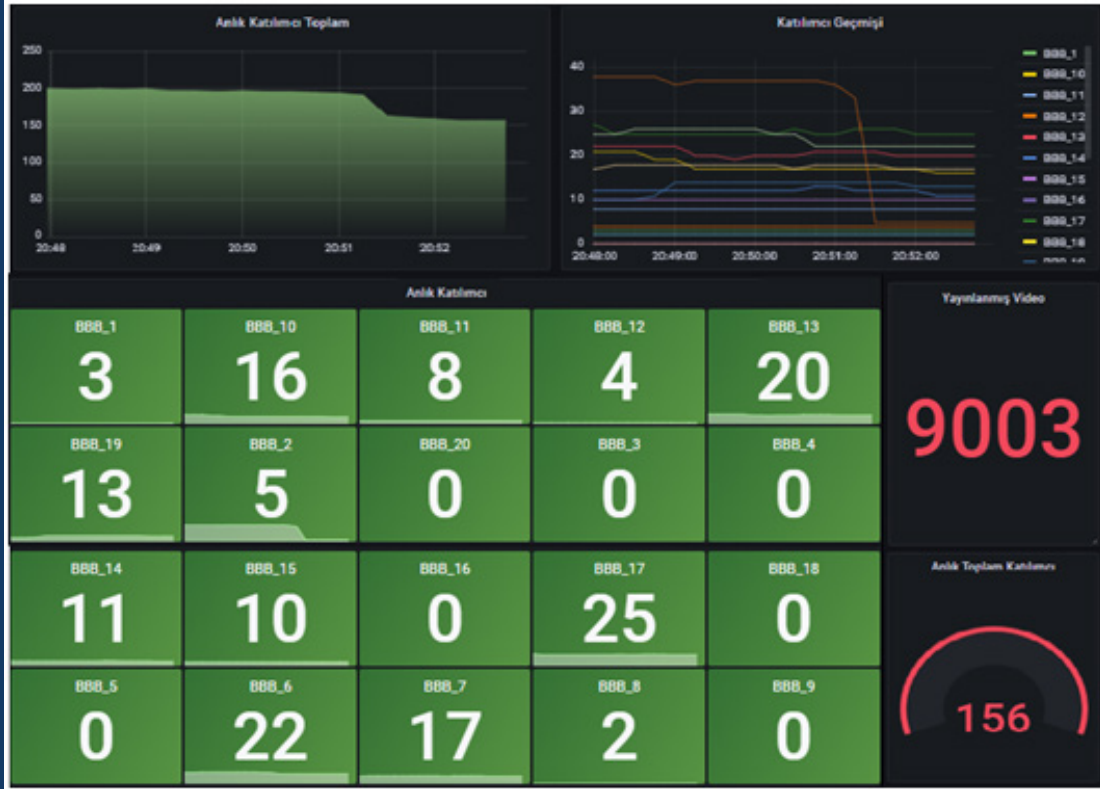 Anlık Katılımcı Toplam
250
200
150
100
50
0
20:48 20:49 20:50 20:51 20:52
Katılımcı Geçmişi
40
30
20
10
0
20:48:00 20:49:00 20:50:00 20:51:00 20:52:00
BBB_1
BBB_10
BBB_11
BBB_12
BBB_13
BBB_14
BBB_15
BBB_16
BBB_17
BBB_18
Anlık Katılımcı
BBB_1 BBB_10 BBB_11 BBB_12 BBB_13
3 16 8 4 20
BBB_19 BBB_2 BBB_20 BBB_3 BBB_4
13 5 0 0 0
BBB_14 BBB_15 BBB_16 BBB_17 BBB_18
11 10 0 25 0
BBB_5 BBB_6 BBB_7 BBB_8 BBB_9
0 22 17 2 0
Yayınlanmış Video
9003
Anlık Toplam Katılımcı
156